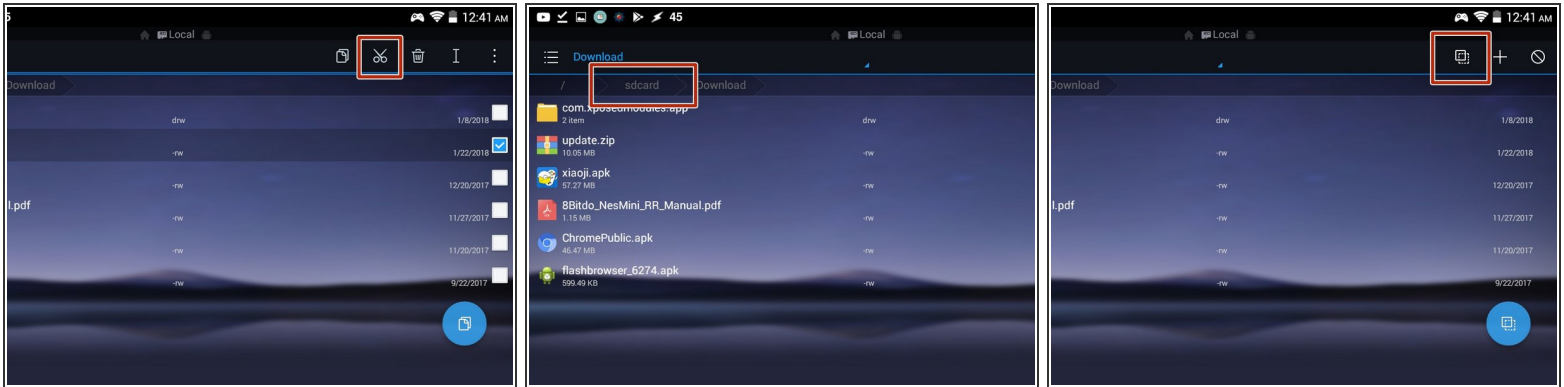 5
12:41 AM
Local
Download
drw
1/8/2018
-rw
1/22/2018
-rw
12/20/2017
l.pdf
-rw
11/27/2017
-rw
11/20/2017
-rw
9/22/2017
45
Local
Download
/ sdcard Download
com.xposedmodules.app
2 item
drw
update.zip
10.05 MB
-rw
xiaoji.apk
57.27 MB
-rw
8Bitdo_NesMini_RR_Manual.pdf
1.15 MB
-rw
ChromePublic.apk
46.47 MB
-rw
flashbrowser_6274.apk
599.49 KB
-rw
12:41 AM
Local
Download
drw
1/8/2018
-rw
1/22/2018
-rw
12/20/2017
l.pdf
-rw
11/27/2017
-rw
11/20/2017
-rw
9/22/2017